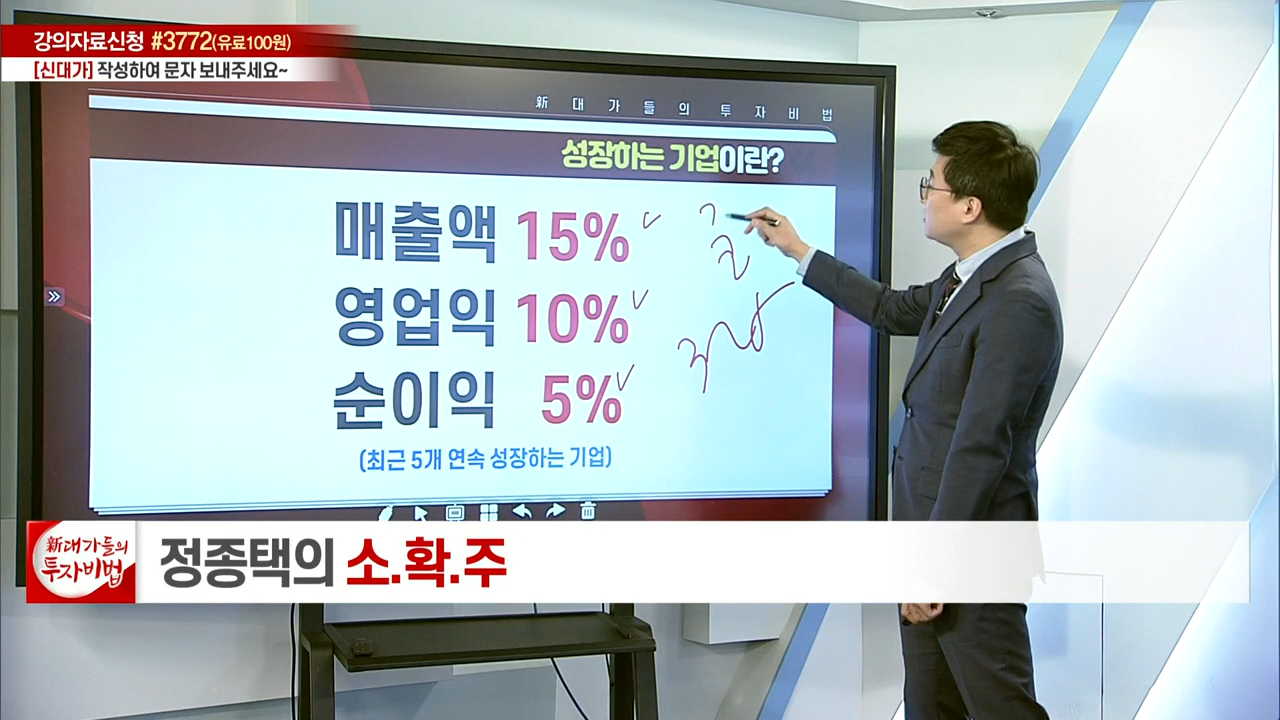 강의자료신청 #3772(유료100원)
[신대가] 작성하여 문자 보내주세요~
新대가들의 투자비법
성장하는 기업이란?
매출액 15%
영업익 10%
순이익 5%
(최근 5개 연속 성장하는 기업)
新대가들의
투자비법
정종택의 소.확.주